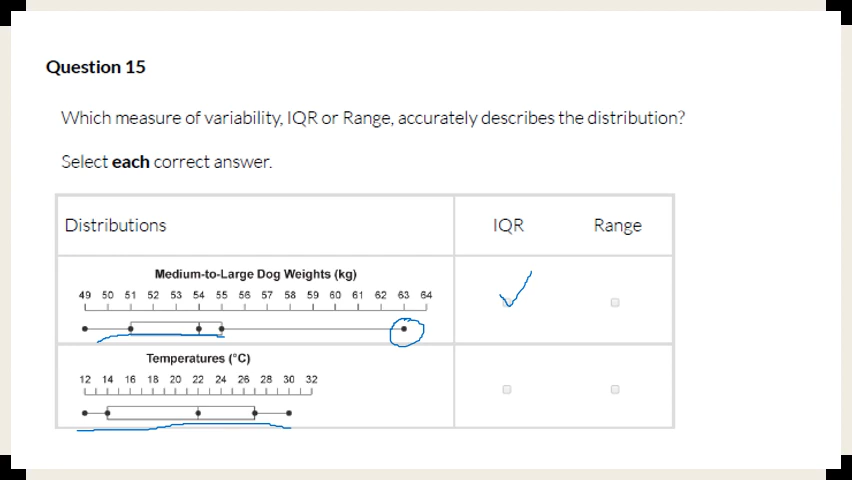 Question 15
Which measure of variability, IQR or Range, accurately describes the distribution?
Select each correct answer.
Distributions IQR Range
Medium-to-Large Dog Weights (kg)
49 50 51 52 53 54 55 56 57 58 59 60 61 62 63 64
Temperatures (°C)
12 14 16 18 20 22 24 26 28 30 32